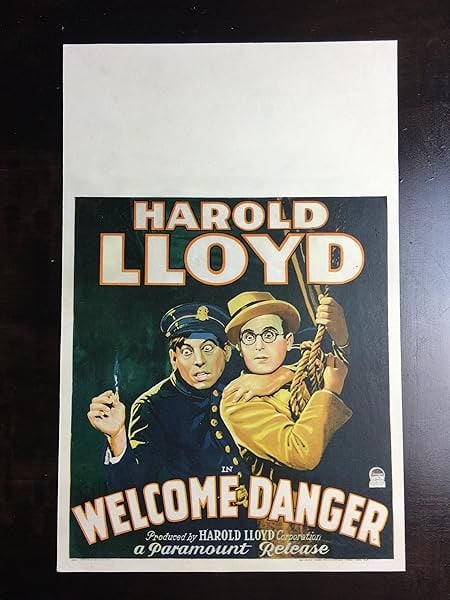 HAROLD
LLOYD
IN
WELCOME DANGER
Produced by HAROLD LLOYD Corporation
a Paramount Release